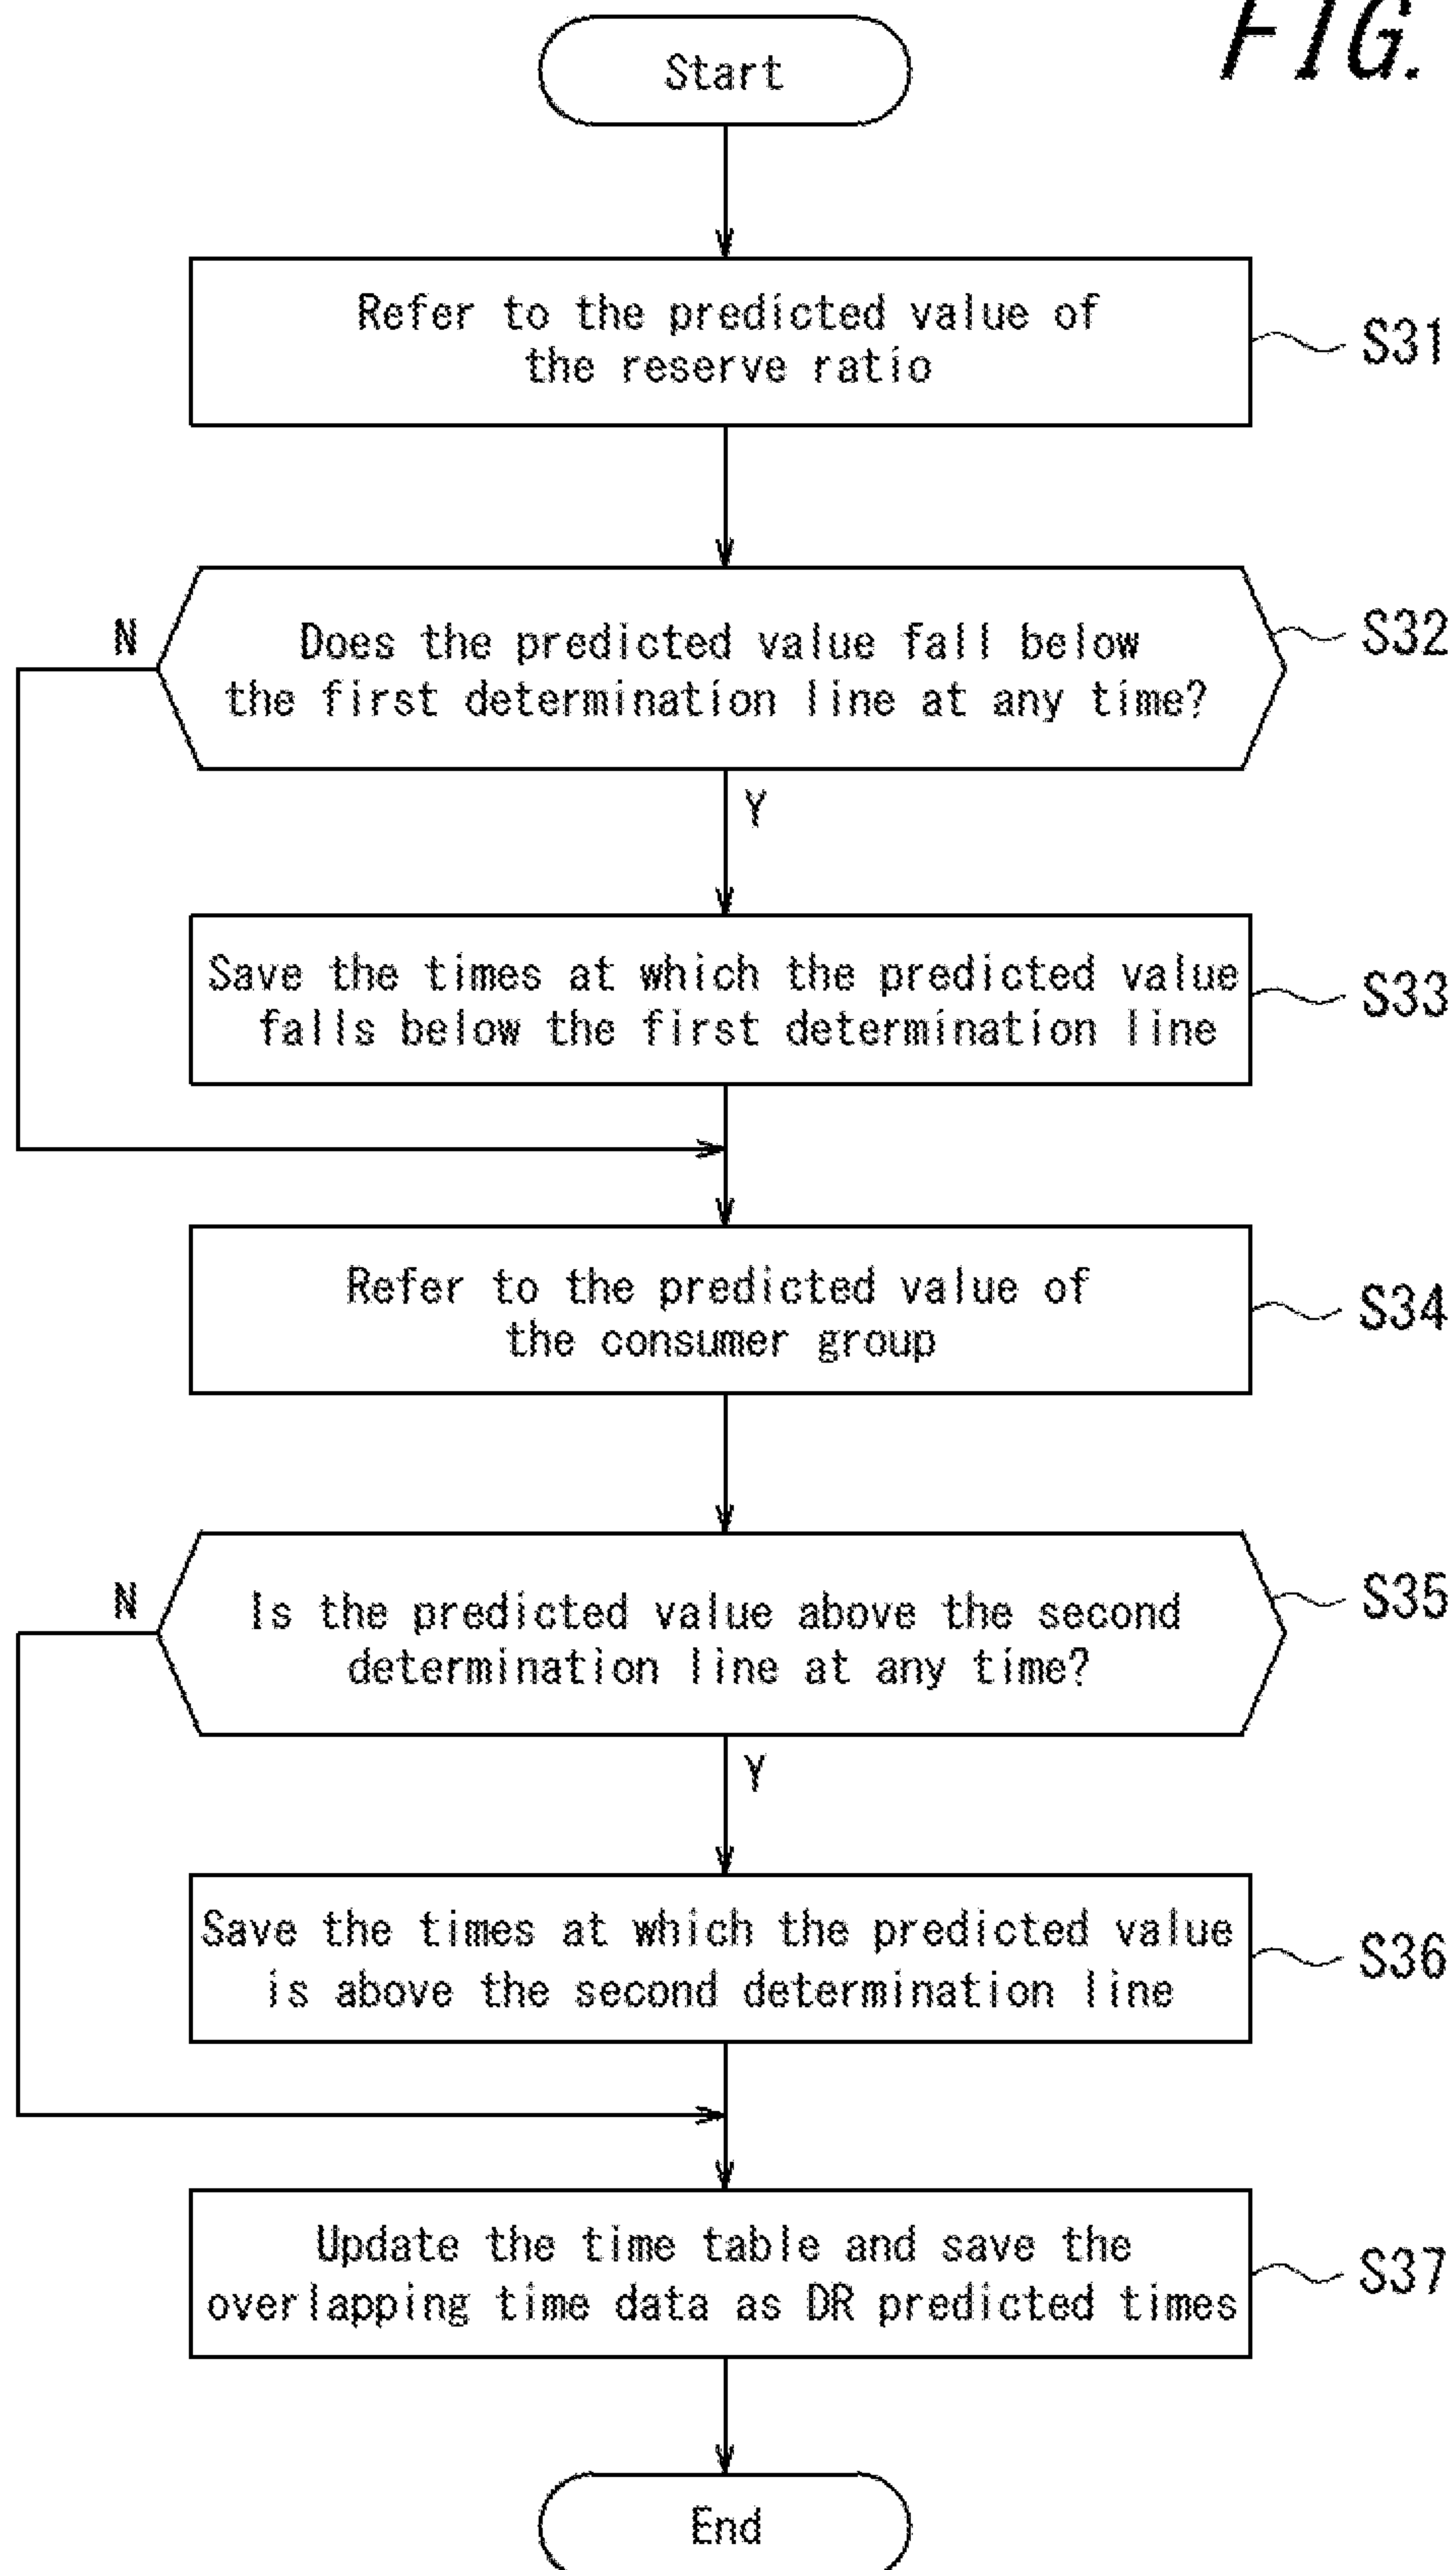 FIG.
Start
Refer to the predicted value of
the reserve ratio
S31
Does the predicted value fall below
the first determination line at any time?
S32
N
Y
Save the times at which the predicted value
falls below the first determination line
S33
Refer to the predicted value of
the consumer group
S34
Is the predicted value above the second
determination line at any time?
S35
N
Y
Save the times at which the predicted value
is above the second determination line
S36
Update the time table and save the
overlapping time data as DR predicted times
S37
End